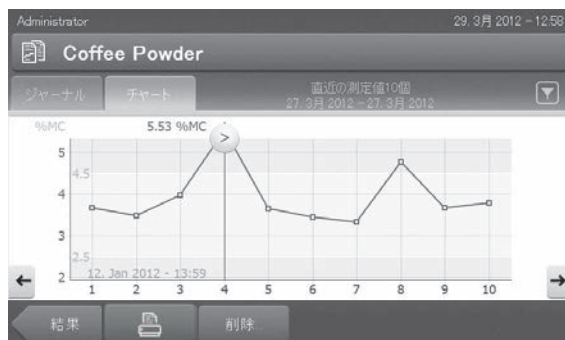 Administrator 29. 3月 2012 - 12:58
Coffee Powder
ジャーナル チャート 直近の測定値10個
27. 3月 2012 - 27. 3月 2012
%MC 5.53 %MC >
5
4.5
4
3
2.5
2 12. Jan 2012 - 13:59
1 2 3 4 5 6 7 8 9 10
結果 削除...